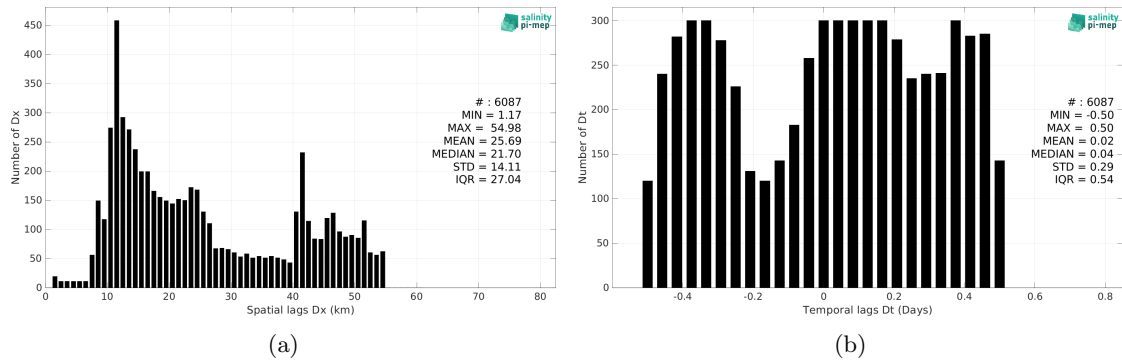 salinity
pi-mep
Number of Dx
450
400
350
300
250
200
150
100
50
0
# : 6087
MIN = 1.17
MAX = 54.98
MEAN = 25.69
MEDIAN = 21.70
STD = 14.11
IQR = 27.04
0 10 20 30 40 50 60 70 80
Spatial lags Dx (km)
(a)
salinity
pi-mep
Number of Dt
300
250
200
150
100
50
0
# : 6087
MIN = -0.50
MAX = 0.50
MEAN = 0.02
MEDIAN = 0.04
STD = 0.29
IQR = 0.54
-0.4 -0.2 0 0.2 0.4 0.6 0.8
Temporal lags Dt (Days)
(b)